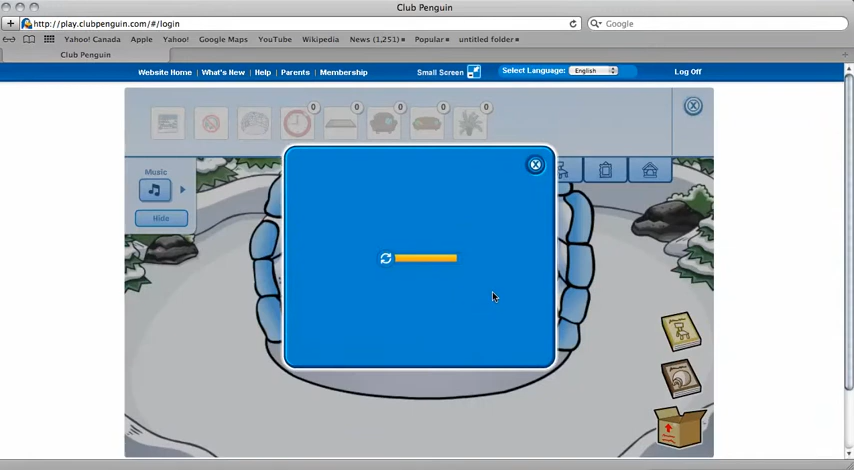 Club Penguin
http://play.clubpenguin.com/#/login
Google
Yahoo! Canada Apple Yahoo! Google Maps YouTube Wikipedia News (1,251) Popular untitled folder
Club Penguin
Website Home What's New Help Parents Membership Small Screen Select Language: English Log Off
0 0 0 0 0
Music
Hide